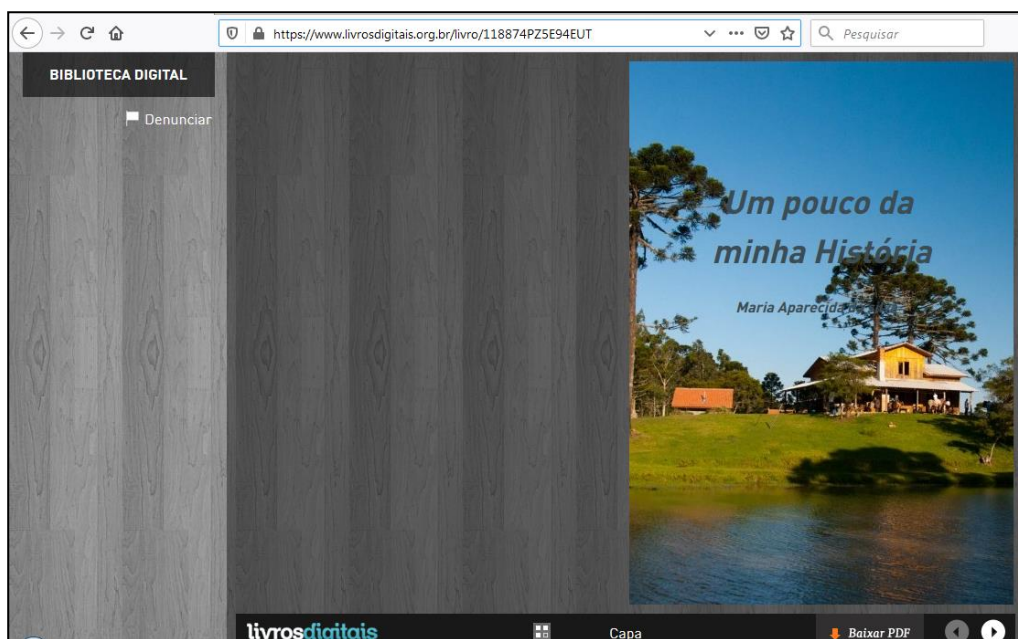 https://www.livrosdigitais.org.br/livro/118874PZ5E94EUT
Pesquisar
BIBLIOTECA DIGITAL
Denunciar
Um pouco da
minha História
Maria Aparecida
livrosdigitais
Capa
Baixar PDF